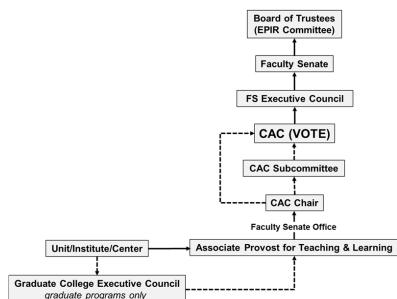 Board of Trustees
(EPIR Committee)
Faculty Senate
FS Executive Council
CAC (VOTE)
CAC Subcommittee
CAC Chair
Faculty Senate Office
Unit/Institute/Center
Associate Provost for Teaching & Learning
Graduate College Executive Council
graduate programs only